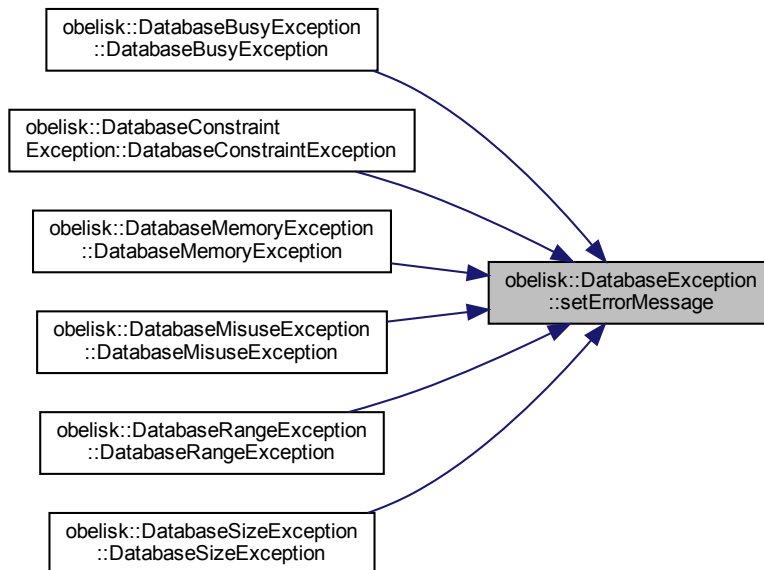 obelisk::DatabaseBusyException
::DatabaseBusyException
obelisk::DatabaseConstraint
Exception::DatabaseConstraintException
obelisk::DatabaseMemoryException
::DatabaseMemoryException
obelisk::DatabaseException
::setErrorMessage
obelisk::DatabaseMisuseException
::DatabaseMisuseException
obelisk::DatabaseRangeException
::DatabaseRangeException
obelisk::DatabaseSizeException
::DatabaseSizeException